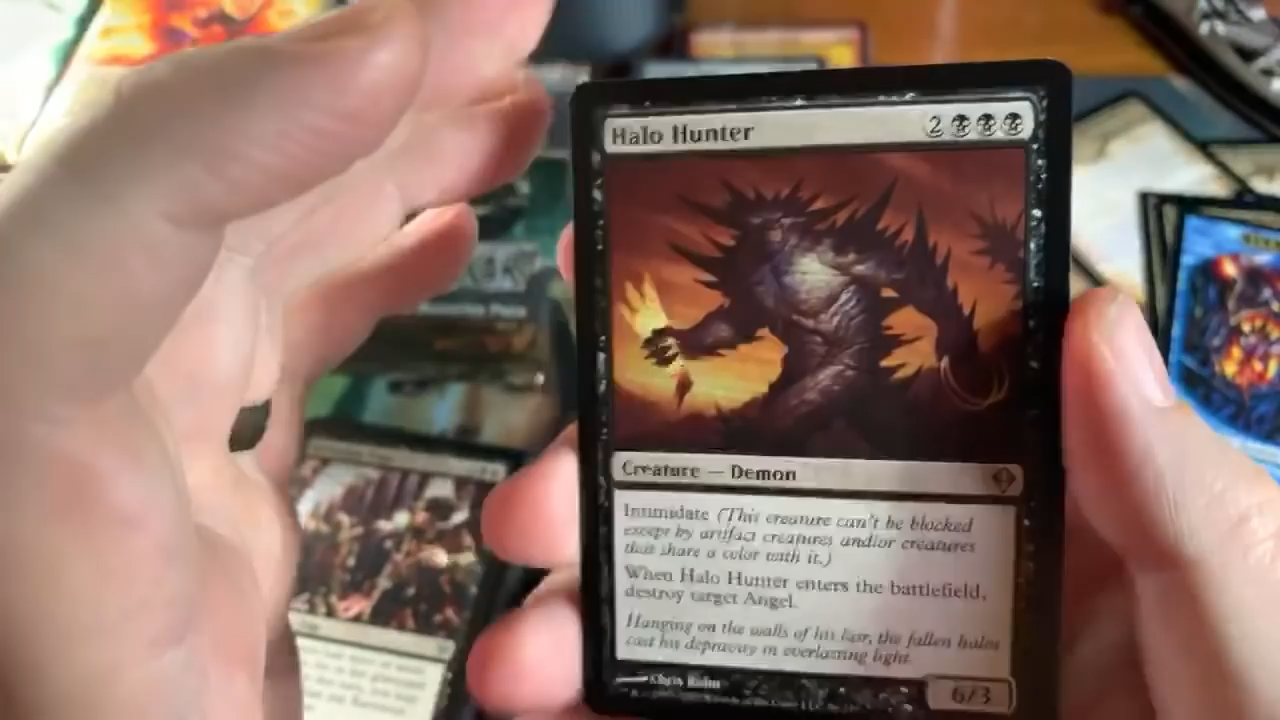 Halo Hunter 2
Creature — Demon
Intimidate (This creature can't be blocked
except by artifact creatures and/or creatures
that share a color with it.)
When Halo Hunter enters the battlefield,
destroy target Angel.
Hanging on the walls of his lair, the fallen halos
cast his depravity in everlasting light.
Chris Rahn
6/3